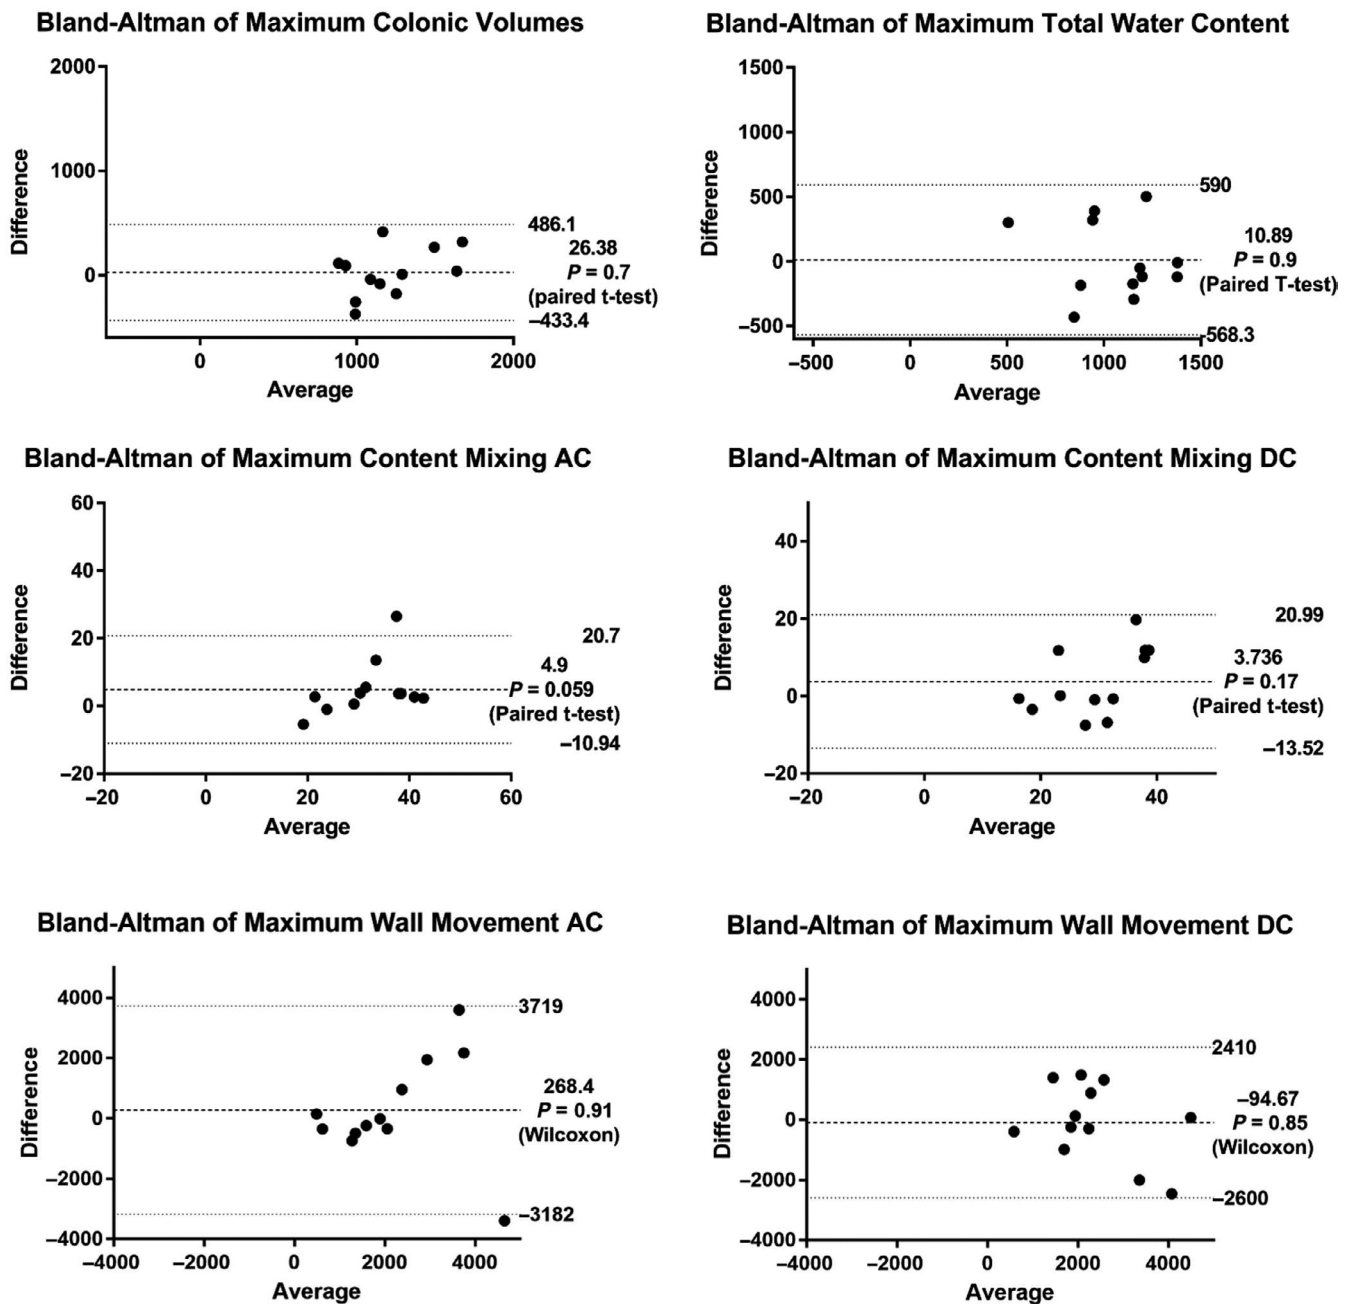 Bland-Altman of Maximum Colonic Volumes
2000
1000
0
Difference
486.1
26.38
P = 0.7
(paired t-test)
–433.4
0
1000
2000
Average
Bland-Altman of Maximum Total Water Content
1500
1000
500
0
–500
Difference
590
10.89
P = 0.9
(Paired T-test)
-568.3
–500
0
500
1000
1500
Average
Bland-Altman of Maximum Content Mixing AC
60
40
20
0
–20
Difference
20.7
4.9
P = 0.059
(Paired t-test)
–10.94
–20
0
20
40
60
Average
Bland-Altman of Maximum Content Mixing DC
40
20
0
–20
Difference
20.99
3.736
P = 0.17
(Paired t-test)
–13.52
–20
0
20
40
Average
Bland-Altman of Maximum Wall Movement AC
4000
2000
0
–2000
–4000
Difference
3719
268.4
P = 0.91
(Wilcoxon)
–3182
–4000
–2000
0
2000
4000
Average
Bland-Altman of Maximum Wall Movement DC
4000
2000
0
–2000
–4000
Difference
2410
–94.67
P = 0.85
(Wilcoxon)
–2600
–4000
–2000
0
2000
4000
Average